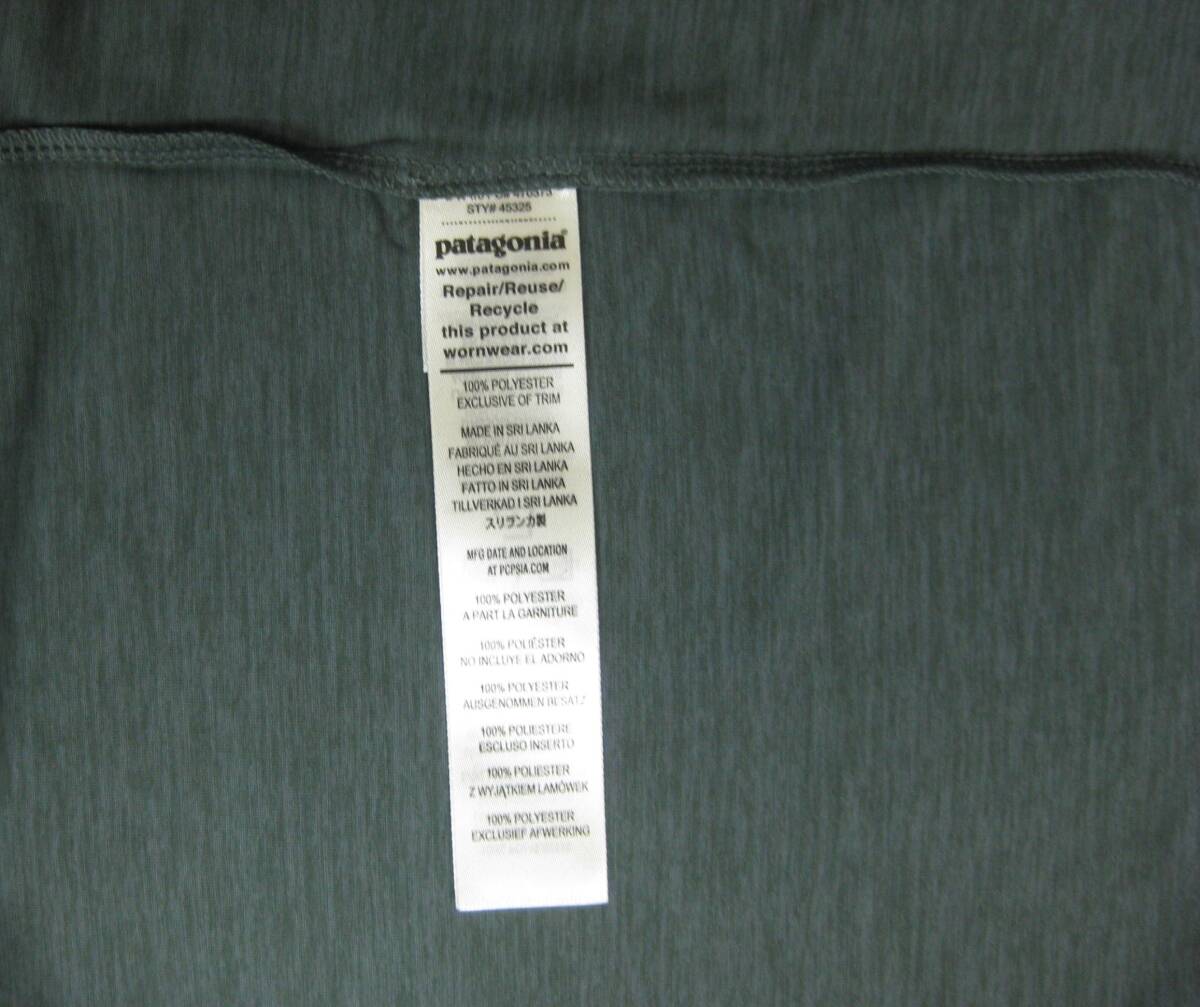 STY# 45325
patagonia®
www.patagonia.com
Repair/Reuse/
Recycle
this product at
wornwear.com
100% POLYESTER
EXCLUSIVE OF TRIM
MADE IN SRI LANKA
FABRIQUÉ AU SRI LANKA
HECHO EN SRI LANKA
FATTO IN SRI LANKA
TILLVERKAD I SRI LANKA
スリランカ製
MFG DATE AND LOCATION
AT PCPSIA.COM
100% POLYESTER
A PART LA GARNITURE
100% POLIÉSTER
NO INCLUYE EL ADORNO
100% POLYESTER
AUSGENOMMEN BESATZ
100% POLIESTERE
ESCLUSO INSERTO
100% POLIESTER
Z WYJĄTKIEM LAMÓWEK
100% POLYESTER
EXCLUSIEF AFWERKING